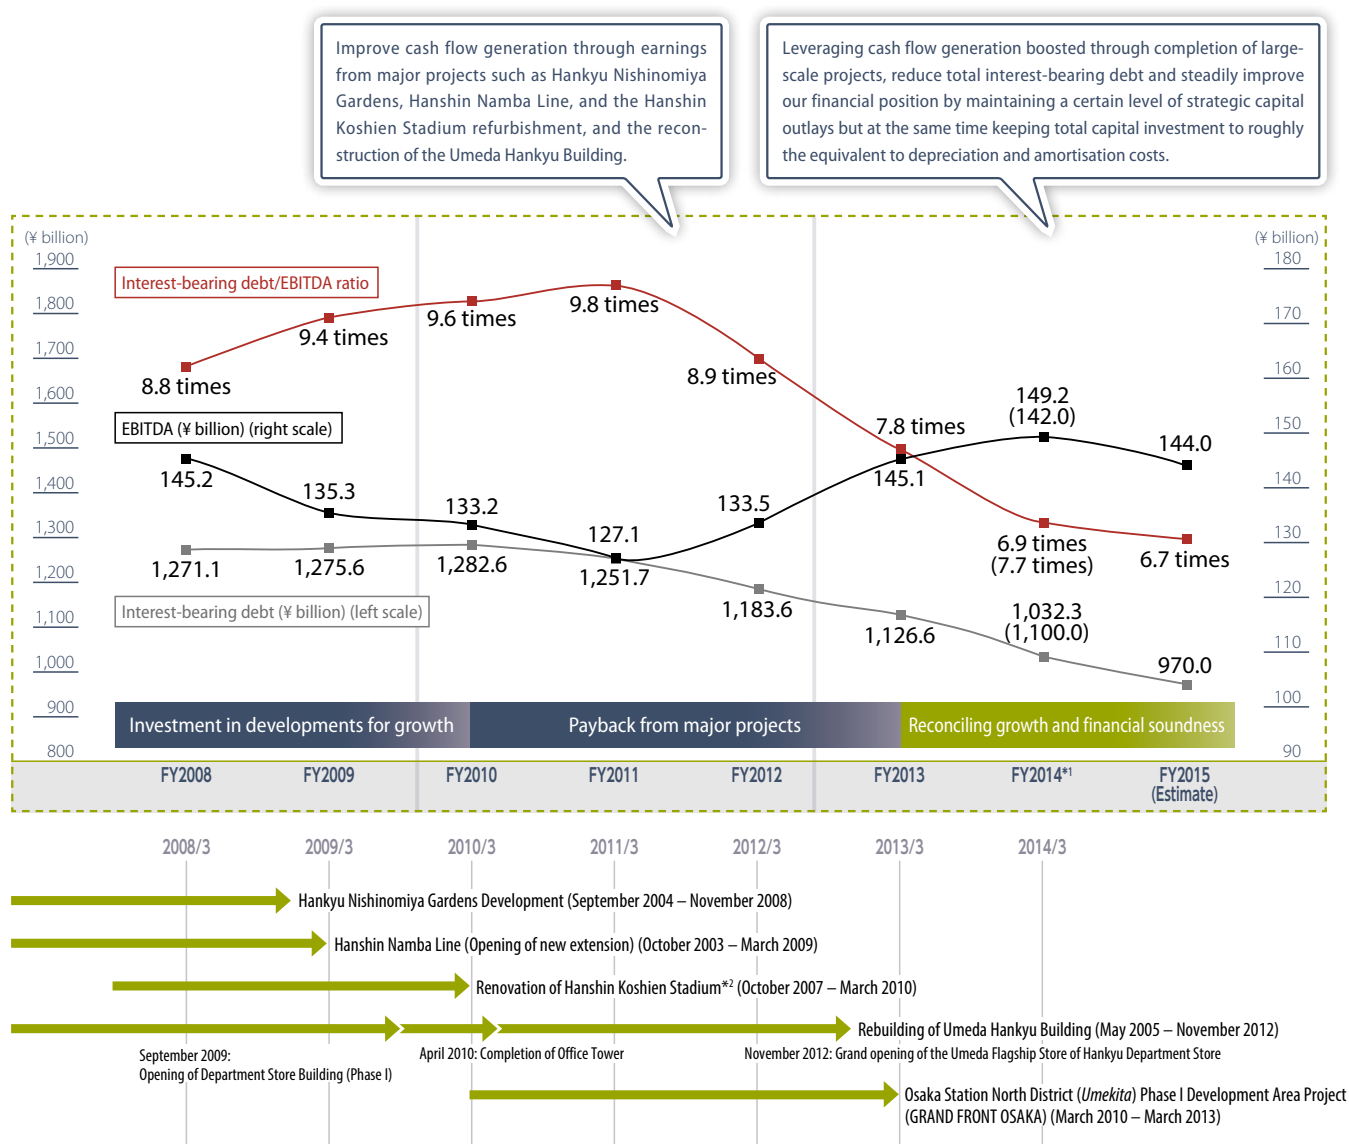 Improve cash flow generation through earnings
from major projects such as Hankyu Nishinomiya
Gardens, Hanshin Namba Line, and the Hanshin
Koshien Stadium refurbishment, and the recon-
struction of the Umeda Hankyu Building.
Leveraging cash flow generation boosted through completion of large-
scale projects, reduce total interest-bearing debt and steadily improve
our financial position by maintaining a certain level of strategic capital
outlays but at the same time keeping total capital investment to roughly
the equivalent to depreciation and amortisation costs.
(¥ billion)
1,900
1,800
1,700
1,600
1,500
1,400
1,300
1,200
1,100
1,000
900
800
(¥ billion)
180
170
160
150
140
130
120
110
100
90
Interest-bearing debt/EBITDA ratio
8.8 times
9.4 times
9.6 times
9.8 times
8.9 times
7.8 times
6.9 times
(7.7 times)
6.7 times
EBITDA (¥ billion) (right scale)
145.2
135.3
133.2
127.1
133.5
145.1
149.2
(142.0)
144.0
Interest-bearing debt (¥ billion) (left scale)
1,271.1
1,275.6
1,282.6
1,251.7
1,183.6
1,126.6
1,032.3
(1,100.0)
970.0
Investment in developments for growth
Payback from major projects
Reconciling growth and financial soundness
FY2008
FY2009
FY2010
FY2011
FY2012
FY2013
FY2014*1
FY2015
(Estimate)
2008/3
2009/3
2010/3
2011/3
2012/3
2013/3
2014/3
Hankyu Nishinomiya Gardens Development (September 2004 – November 2008)
Hanshin Namba Line (Opening of new extension) (October 2003 – March 2009)
Renovation of Hanshin Koshien Stadium*2 (October 2007 – March 2010)
Rebuilding of Umeda Hankyu Building (May 2005 – November 2012)
September 2009:
Opening of Department Store Building (Phase I)
April 2010: Completion of Office Tower
November 2012: Grand opening of the Umeda Flagship Store of Hankyu Department Store
Osaka Station North District (Umekita) Phase I Development Area Project
(GRAND FRONT OSAKA) (March 2010 – March 2013)